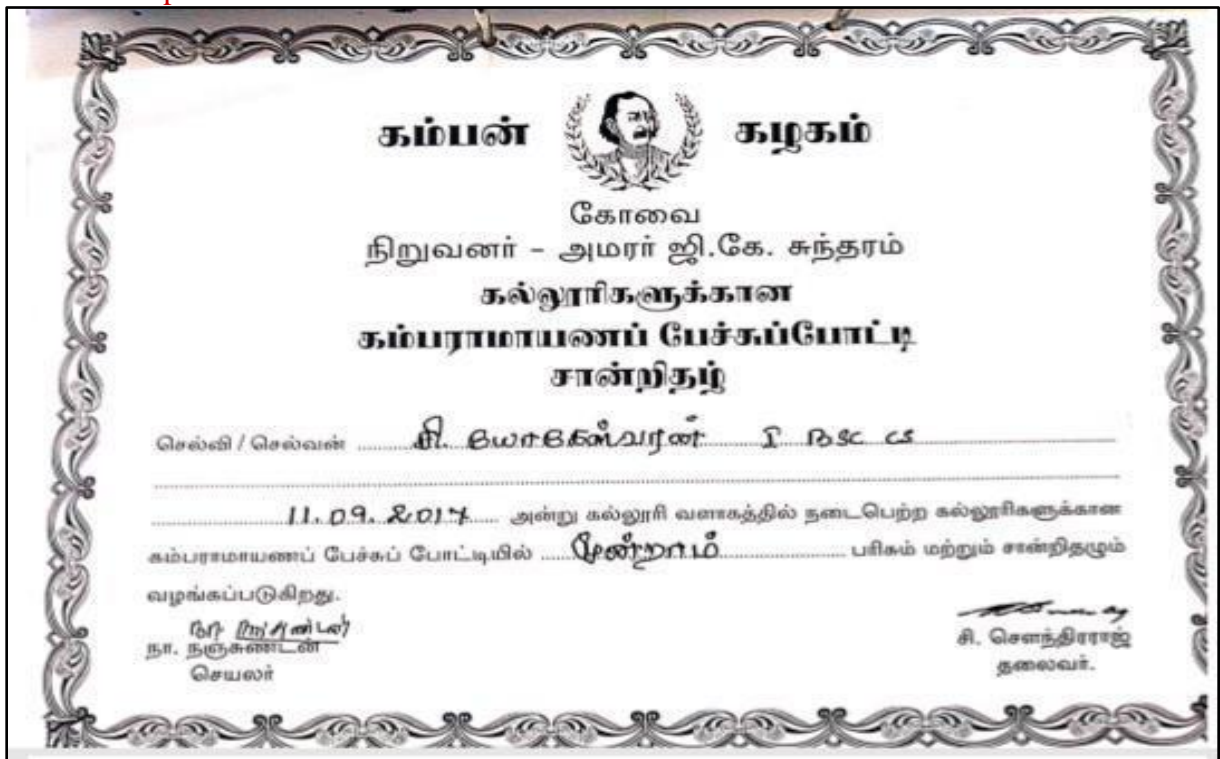 கம்பன் கழகம்
கோவை
நிறுவனர் - அமரர் ஜி.கே. சுந்தரம்
கல்லூரிகளுக்கான
கம்பராமாயணப் பேச்சுப்போட்டி
சான்றிதழ்
செல்வி / செல்வன் சி. யோகேஸ்வரன் I BSC CS
11.09.2017 அன்று கல்லூரி வளாகத்தில் நடைபெற்ற கல்லூரிகளுக்கான
கம்பராமாயணப் பேச்சுப் போட்டியில் மூன்றாம் பரிசும் மற்றும் சான்றிதழும்
வழங்கப்படுகிறது.
நா. நஞ்சுண்டன்
செயலர்
சி. சௌந்திரராஜ்
தலைவர்.